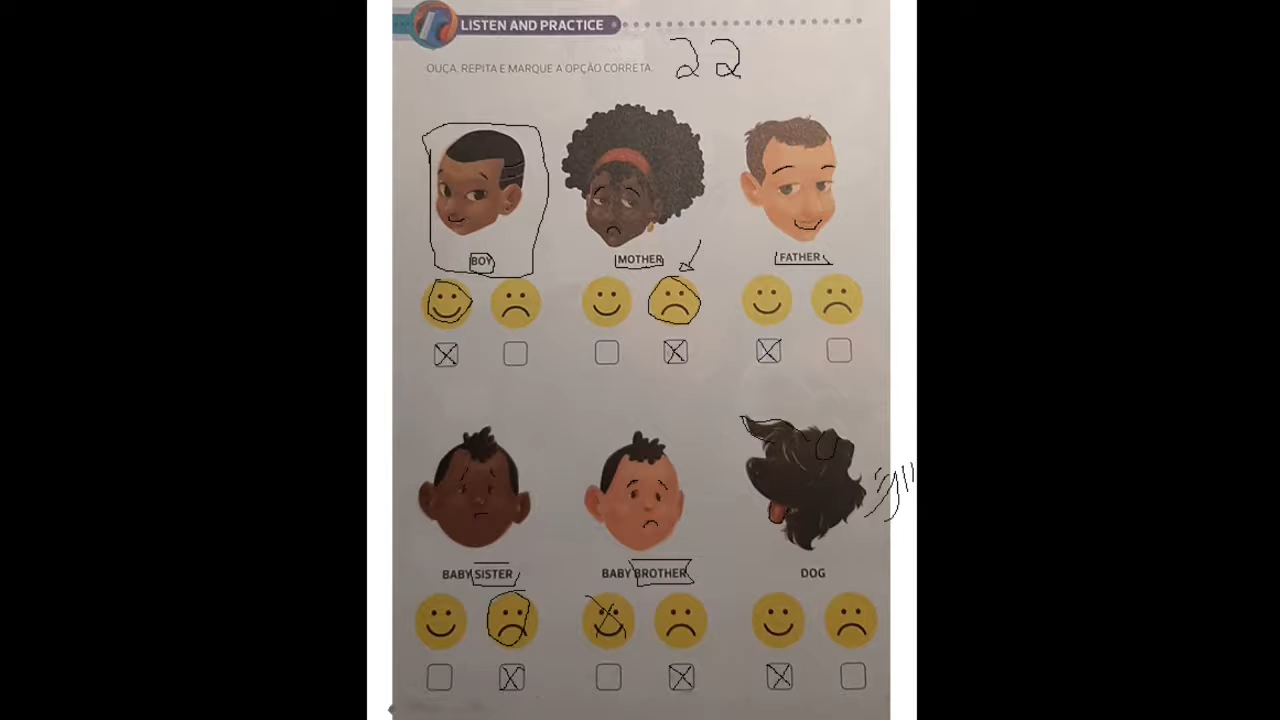 LISTEN AND PRACTICE
OUÇA, REPITA E MARQUE A OPÇÃO CORRETA.
22
BOY
MOTHER
FATHER
BABY SISTER
BABY BROTHER
DOG